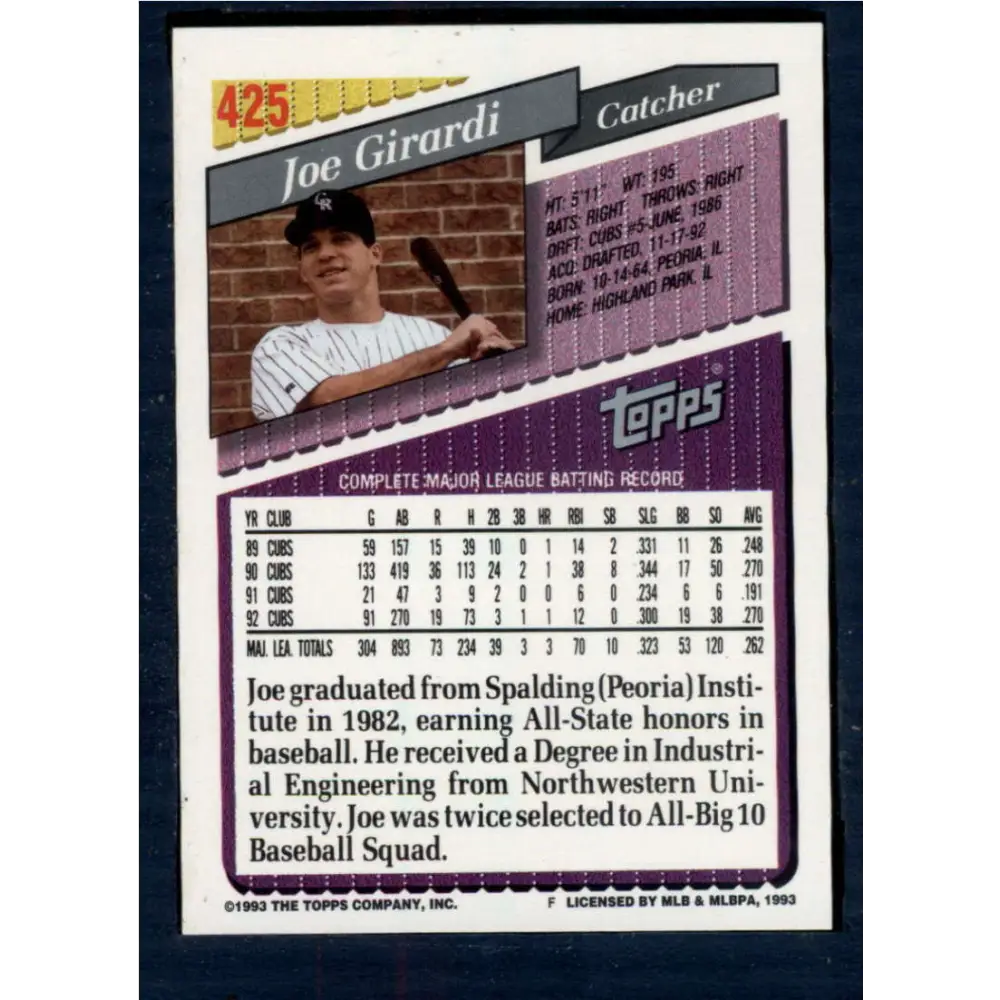 425
Joe Girardi
Catcher
CR
HT: 5'11" WT: 195
BATS: RIGHT THROWS: RIGHT
DRFT: CUBS #5-JUNE, 1986
ACQ: DRAFTED, 11-17-92
BORN: 10-14-64, PEORIA, IL
HOME: HIGHLAND PARK, IL
Topps®
COMPLETE MAJOR LEAGUE BATTING RECORD
YR CLUB G AB R H 2B 3B HR RBI SB SLG BB SO AVG
89 CUBS 59 157 15 39 10 0 1 14 2 .331 11 26 .248
90 CUBS 133 419 36 113 24 2 1 38 8 .344 17 50 .270
91 CUBS 21 47 3 9 2 0 0 6 0 .234 6 6 .191
92 CUBS 91 270 19 73 3 1 1 12 0 .300 19 38 .270
MAJ. LEA. TOTALS 304 893 73 234 39 3 3 70 10 .323 53 120 .262
Joe graduated from Spalding (Peoria) Insti-
tute in 1982, earning All-State honors in
baseball. He received a Degree in Industri-
al Engineering from Northwestern Uni-
versity. Joe was twice selected to All-Big 10
Baseball Squad.
©1993 THE TOPPS COMPANY, INC. F LICENSED BY MLB & MLBPA, 1993